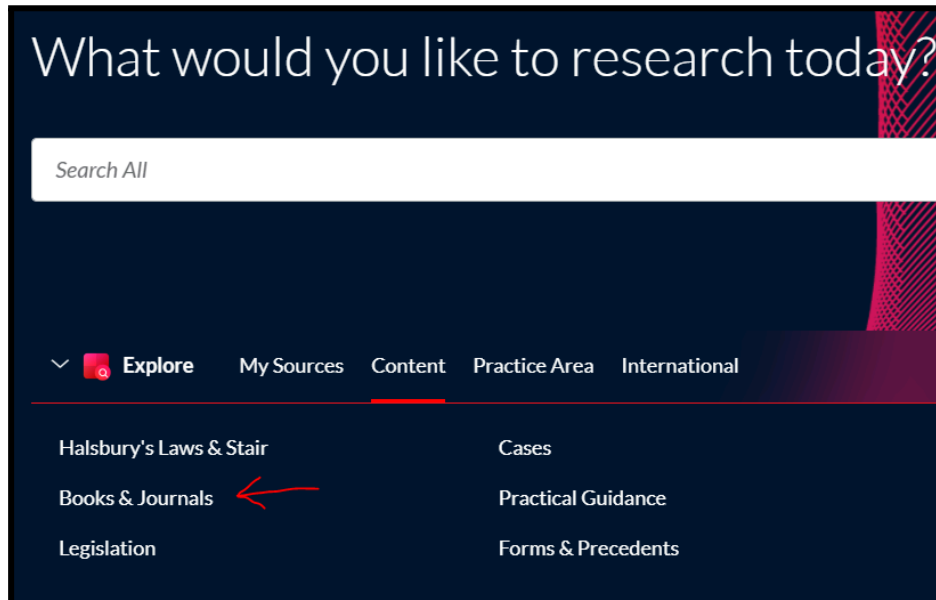 What would you like to research today?
Search All
Explore My Sources Content Practice Area International
Halsbury's Laws & Stair Cases
Books & Journals Practical Guidance
Legislation Forms & Precedents